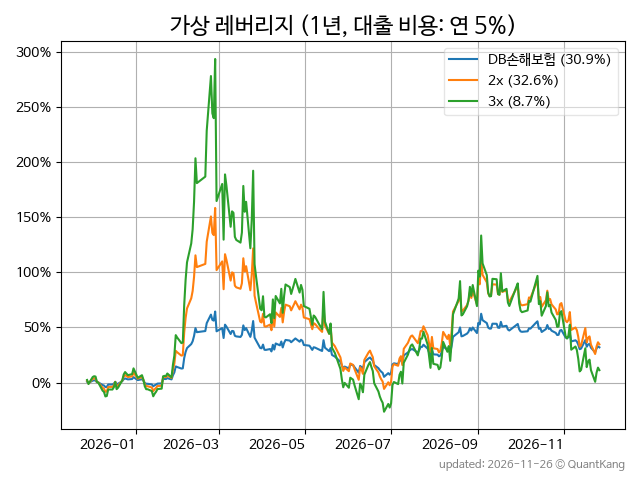 가상 레버리지 (1년, 대출 비용: 연 5%)
300%
250%
200%
150%
100%
50%
0%
DB손해보험 (30.9%)
2x (32.6%)
3x (8.7%)
2026-01
2026-03
2026-05
2026-07
2026-09
2026-11
updated: 2026-11-26 © QuantKang